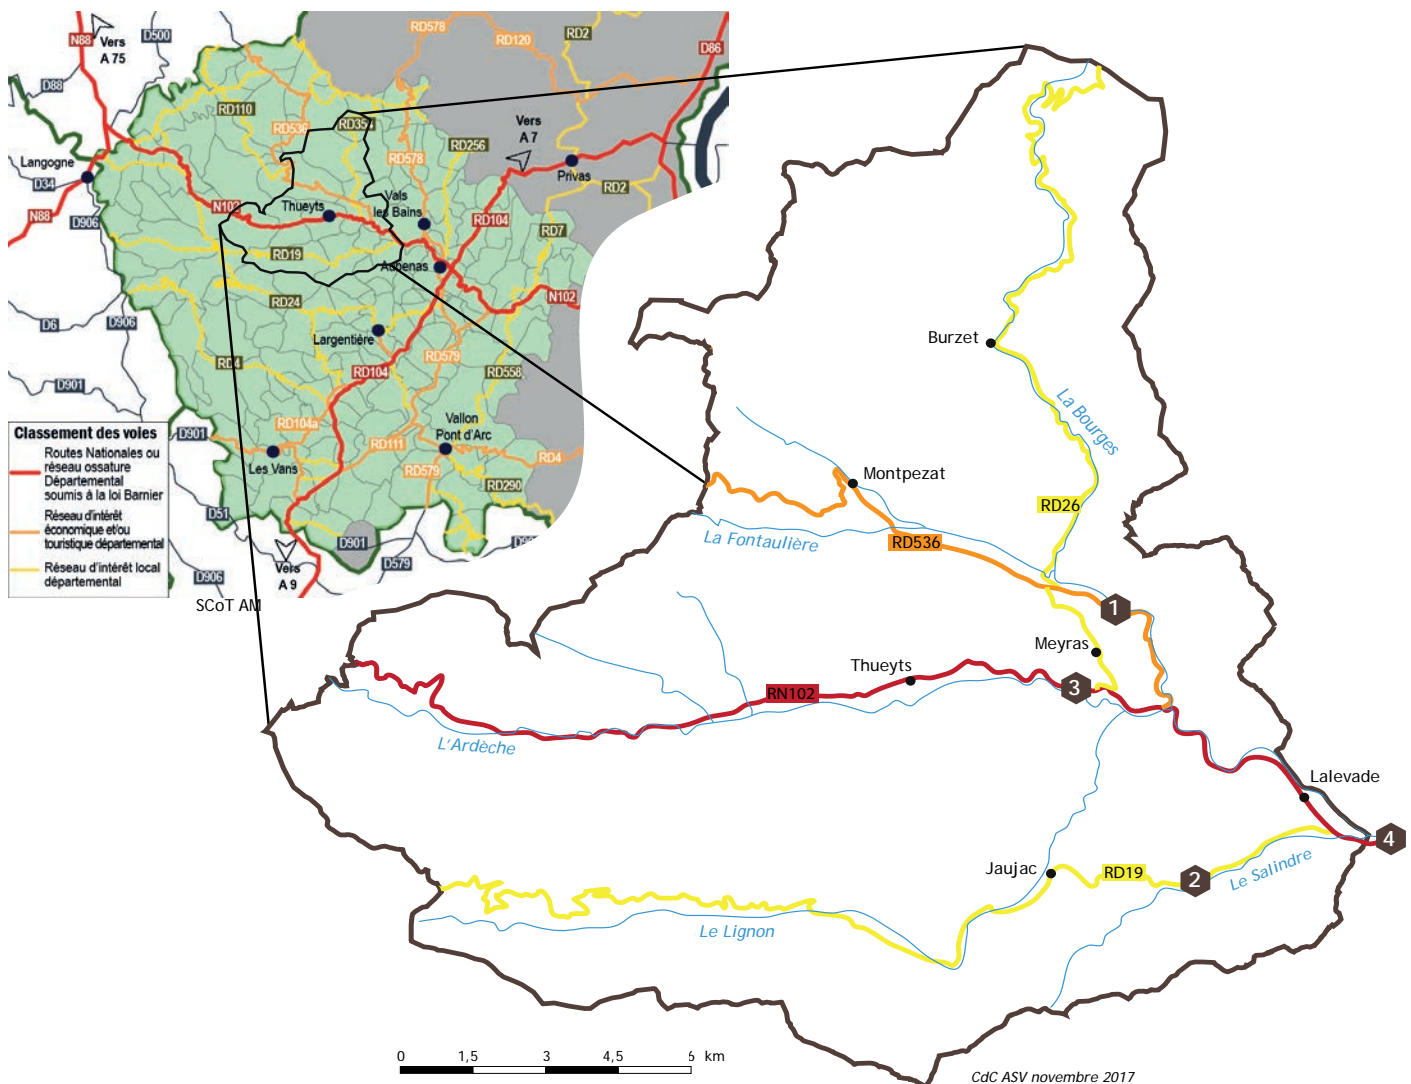 N88
Vers
A 75
D500
RD578
RD120
RD2
D86
D88
RD110
RD536
RD354
RD256
Vers
A 7
RD578
Langogne
D34
Privas
RD2
N88
D906
N102
Thueyts
Vals
les Bains
RD104
RD7
RD19
Aubenas
RD24
N102
D6
D906
Largentière
RD579
RD4
RD104
RD558
D901
Classement des voies
Routes Nationales ou
réseau ossature
Départemental
soumis à la loi Barnier
Réseau d'intérêt
économique et/ou
touristique départemental
Réseau d'intérêt local
départemental
D901
RD104a
RD111
Vallon
Pont d'Arc
Les Vans
RD579
RD4
RD290
D51
D901
D906
Vers
A 9
D579
SCoT AM
Burzet
La Bourges
Montpezat
RD26
La Fontaulière
RD536
1
Meyras
Thueyts
3
RN102
L'Ardèche
Lalevade
4
Jaujac
RD19
2
Le Salindre
Le Lignon
0 1,5 3 4,5 6 km
CdC ASV novembre 2017